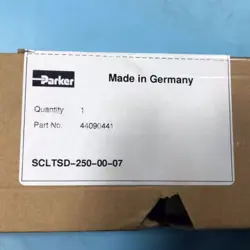 Parker
Made in Germany
Quantity 1
Part No. 44090441
SCLTSD-250-00-07